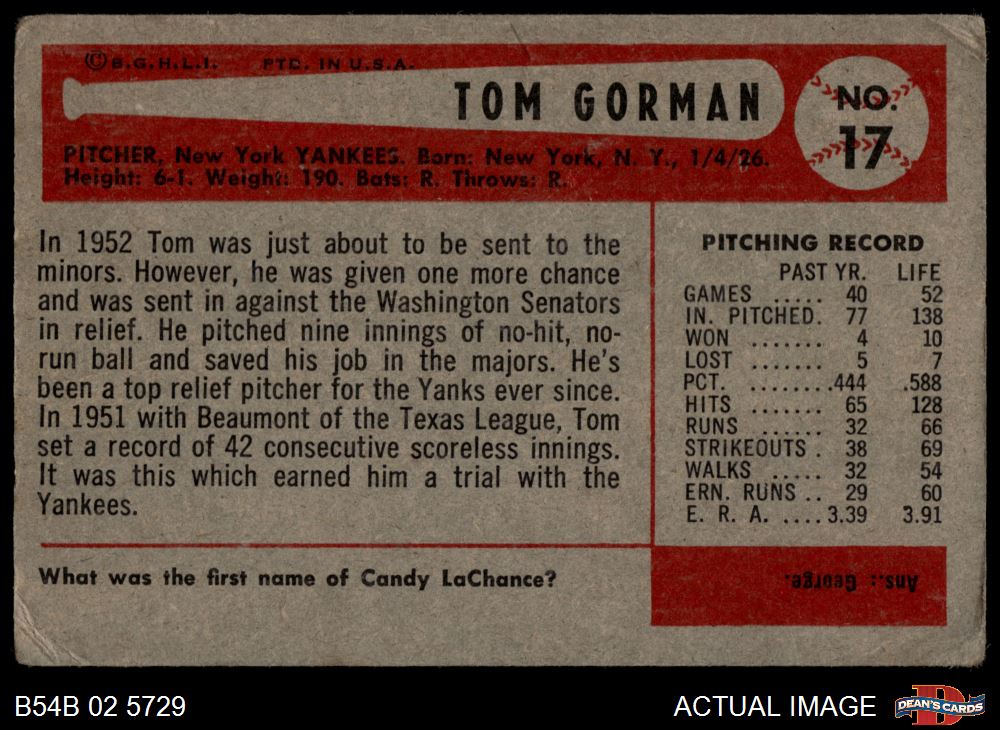 © B.G.H.L.I. PTD. IN U.S.A.
TOM GORMAN
NO.
17
PITCHER, New York YANKEES. Born: New York, N. Y., 1/4/26.
Height: 6-1. Weight: 190. Bats: R. Throws: R.
In 1952 Tom was just about to be sent to the
minors. However, he was given one more chance
and was sent in against the Washington Senators
in relief. He pitched nine innings of no-hit, no-
run ball and saved his job in the majors. He's
been a top relief pitcher for the Yanks ever since.
In 1951 with Beaumont of the Texas League, Tom
set a record of 42 consecutive scoreless innings.
It was this which earned him a trial with the
Yankees.
PITCHING RECORD
PAST YR. LIFE
GAMES ..... 40 52
IN. PITCHED. 77 138
WON ....... 4 10
LOST ....... 5 7
PCT. ........ .444 .588
HITS ....... 65 128
RUNS ...... 32 66
STRIKEOUTS . 38 69
WALKS ..... 32 54
ERN. RUNS .. 29 60
E. R. A. .... 3.39 3.91
What was the first name of Candy LaChance?
Ans.: George.
B54B 02 5729
ACTUAL IMAGE
D
DEAN'S CARDS